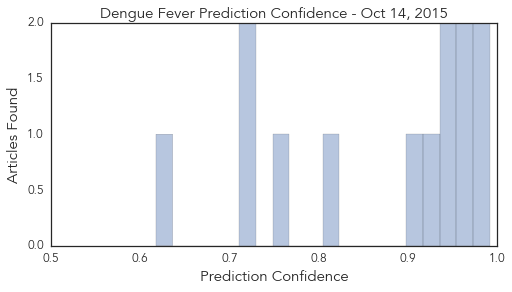 Dengue Fever Prediction Confidence - Oct 14, 2015
2.0
1.5
1.0
0.5
0.0
Articles Found
0.5 0.6 0.7 0.8 0.9 1.0
Prediction Confidence